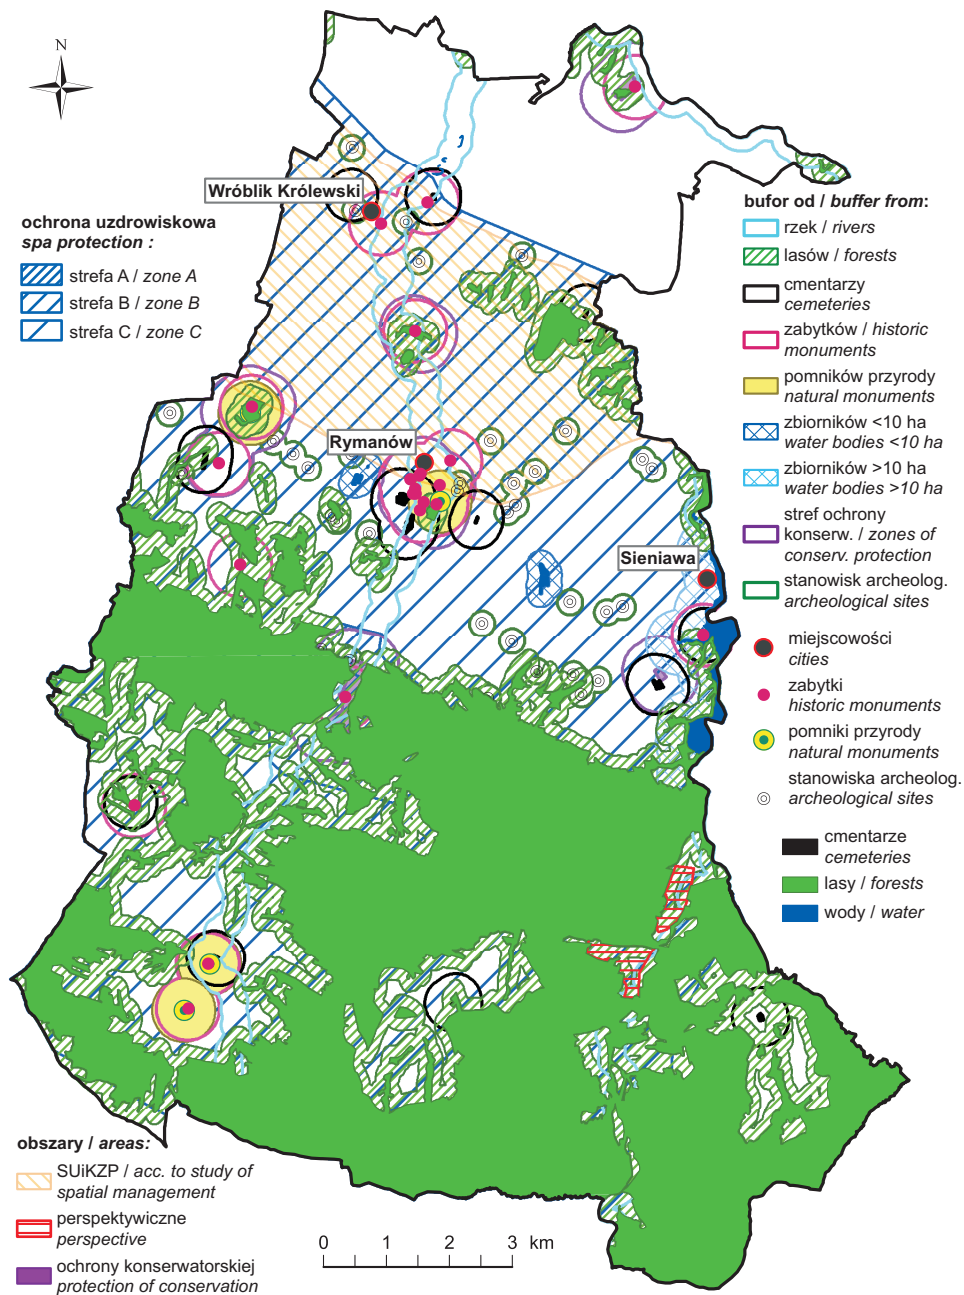 N
Wróblik Królewski
ochrona uzdrowiskowa
spa protection :
strefa A / zone A
strefa B / zone B
strefa C / zone C
bufor od / buffer from:
rzek / rivers
lasów / forests
cmentarzy
cemeteries
zabytków / historic
monuments
pomników przyrody
natural monuments
zbiorników <10 ha
water bodies <10 ha
zbiorników >10 ha
water bodies >10 ha
stref ochrony
konserw. / zones of
conserv. protection
stanowisk archeolog.
archeological sites
miejscowości
cities
zabytki
historic monuments
pomniki przyrody
natural monuments
stanowiska archeolog.
archeological sites
cmentarze
cemeteries
lasy / forests
wody / water
Rymanów
Sieniawa
obszary / areas:
SUiKZP / acc. to study of
spatial management
perspektywiczne
perspective
ochrony konserwatorskiej
protection of conservation
0 1 2 3 km